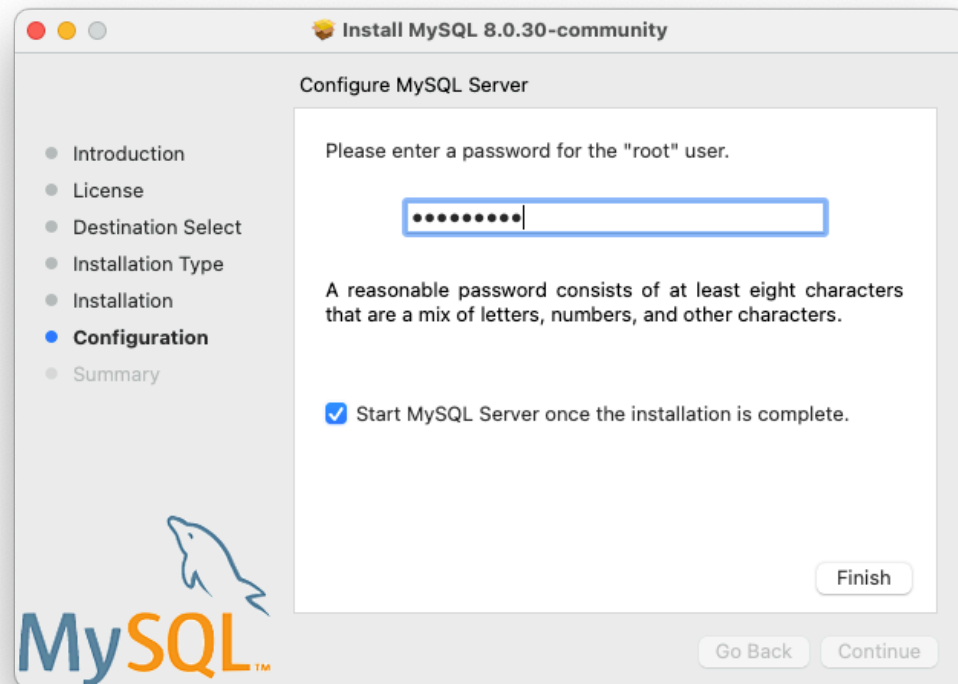 Install MySQL 8.0.30-community
Configure MySQL Server
Introduction
License
Destination Select
Installation Type
Installation
Configuration
Summary
Please enter a password for the "root" user.
•••••••••
A reasonable password consists of at least eight characters
that are a mix of letters, numbers, and other characters.
Start MySQL Server once the installation is complete.
Finish
MySQL™
Go Back
Continue